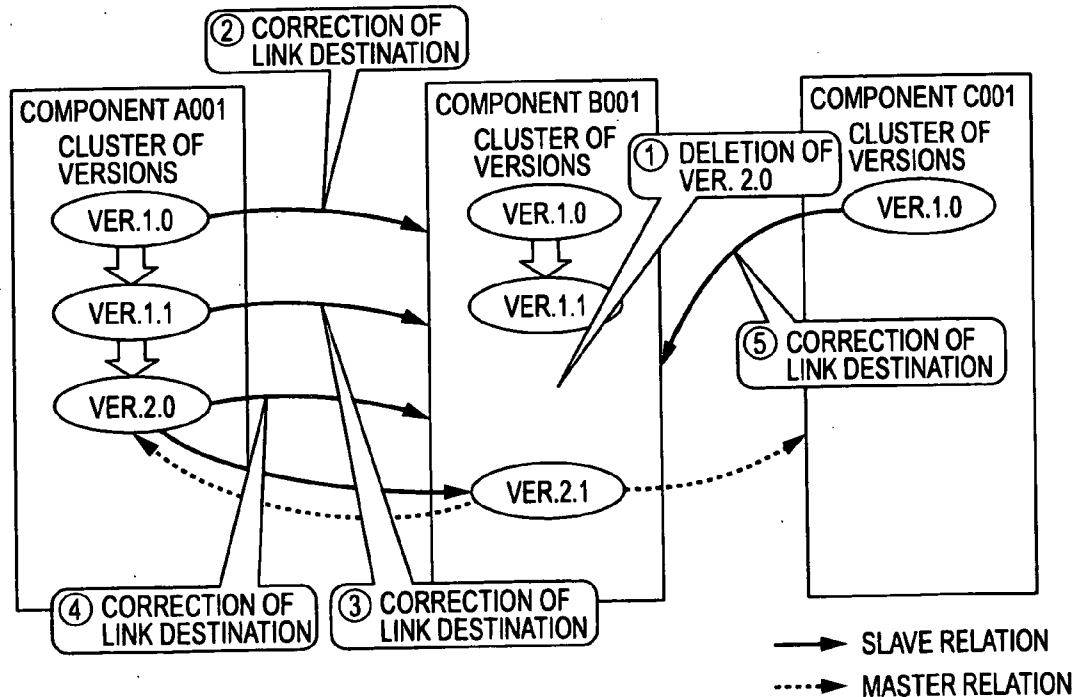 ② CORRECTION OF
LINK DESTINATION
COMPONENT A001
CLUSTER OF
VERSIONS
VER.1.0
VER.1.1
VER.2.0
COMPONENT B001
CLUSTER OF
VERSIONS
VER.1.0
VER.1.1
VER.2.1
① DELETION OF
VER. 2.0
COMPONENT C001
CLUSTER OF
VERSIONS
VER.1.0
⑤ CORRECTION OF
LINK DESTINATION
④ CORRECTION OF
LINK DESTINATION
③ CORRECTION OF
LINK DESTINATION
SLAVE RELATION
MASTER RELATION